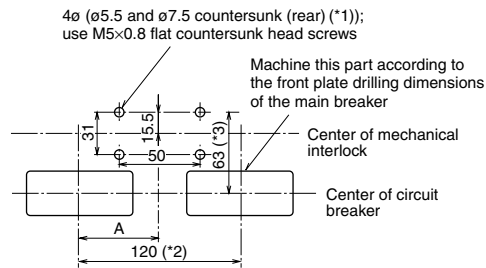 4ø (ø5.5 and ø7.5 countersunk (rear) (*1));
use M5×0.8 flat countersunk head screws
Machine this part according to
the front plate drilling dimensions
of the main breaker
31
15.5
63 (*3)
Center of mechanical
interlock
50
Center of circuit
breaker
A
120 (*2)